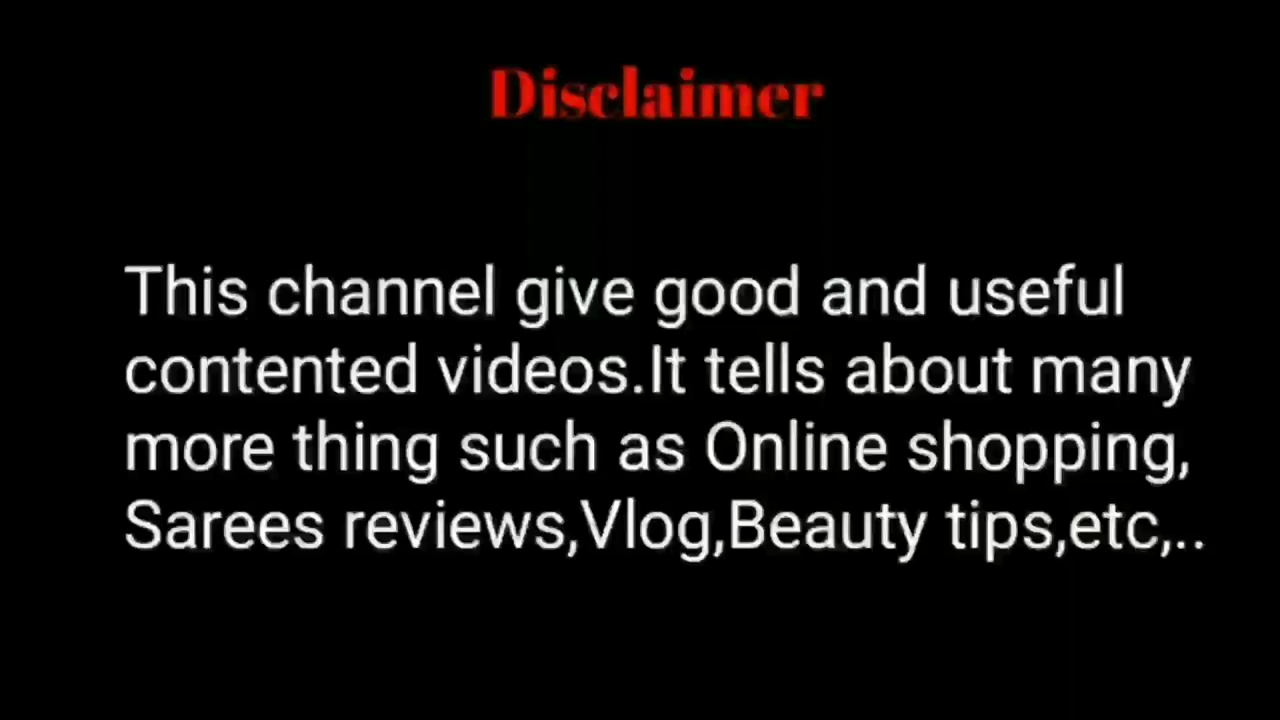 Disclaimer
This channel give good and useful
contented videos.It tells about many
more thing such as Online shopping,
Sarees reviews,Vlog,Beauty tips,etc,..